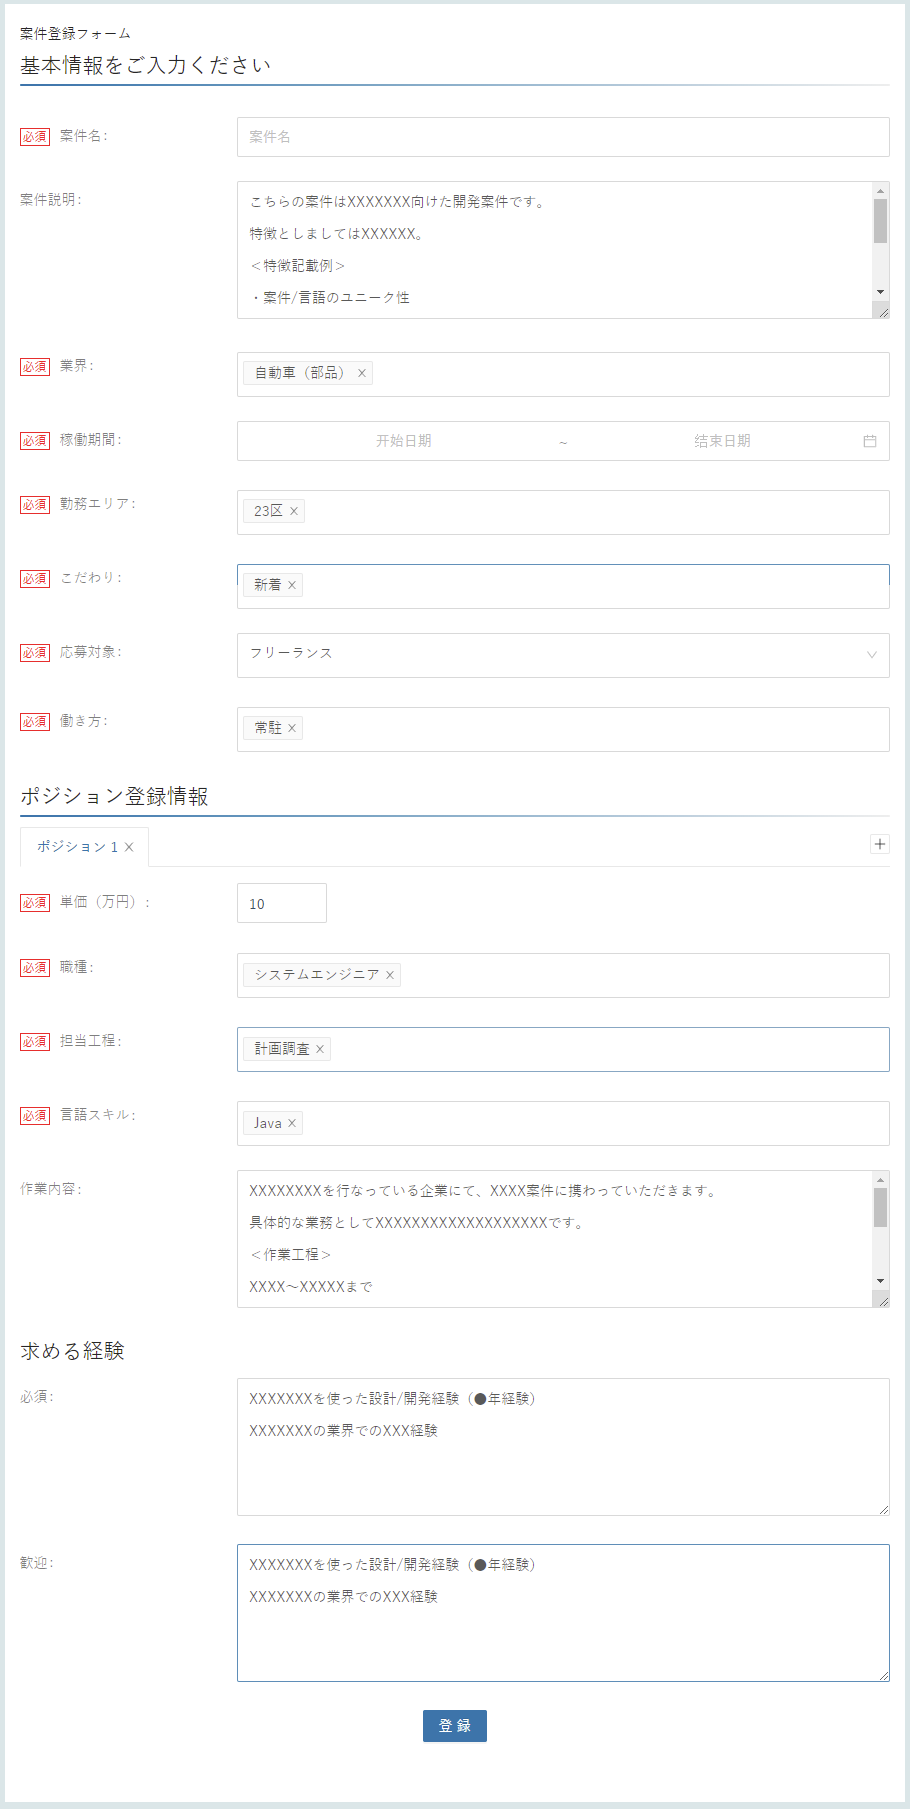 案件登録フォーム
基本情報をご入力ください
必須 案件名:
案件名
案件説明:
こちらの案件はXXXXXXX向けた開発案件です。
特徴としましてはXXXXXX。
＜特徴記載例＞
・案件/言語のユニーク性
必須 業界:
自動車（部品） ×
必須 稼働期間:
开始日期 ~ 结束日期
必須 勤務エリア:
23区 ×
必須 こだわり:
新着 ×
必須 応募対象:
フリーランス
必須 働き方:
常駐 ×
ポジション登録情報
ポジション 1 ×
+
必須 単価（万円）:
10
必須 職種:
システムエンジニア ×
必須 担当工程:
計画調査 ×
必須 言語スキル:
Java ×
作業内容:
XXXXXXXXを行なっている企業にて、XXXX案件に携わっていただきます。
具体的な業務としてXXXXXXXXXXXXXXXXXXXです。
＜作業工程＞
XXXX～XXXXXまで
求める経験
必須:
XXXXXXXを使った設計/開発経験（●年経験）
XXXXXXXの業界でのXXX経験
歓迎:
XXXXXXXを使った設計/開発経験（●年経験）
XXXXXXXの業界でのXXX経験
登 録